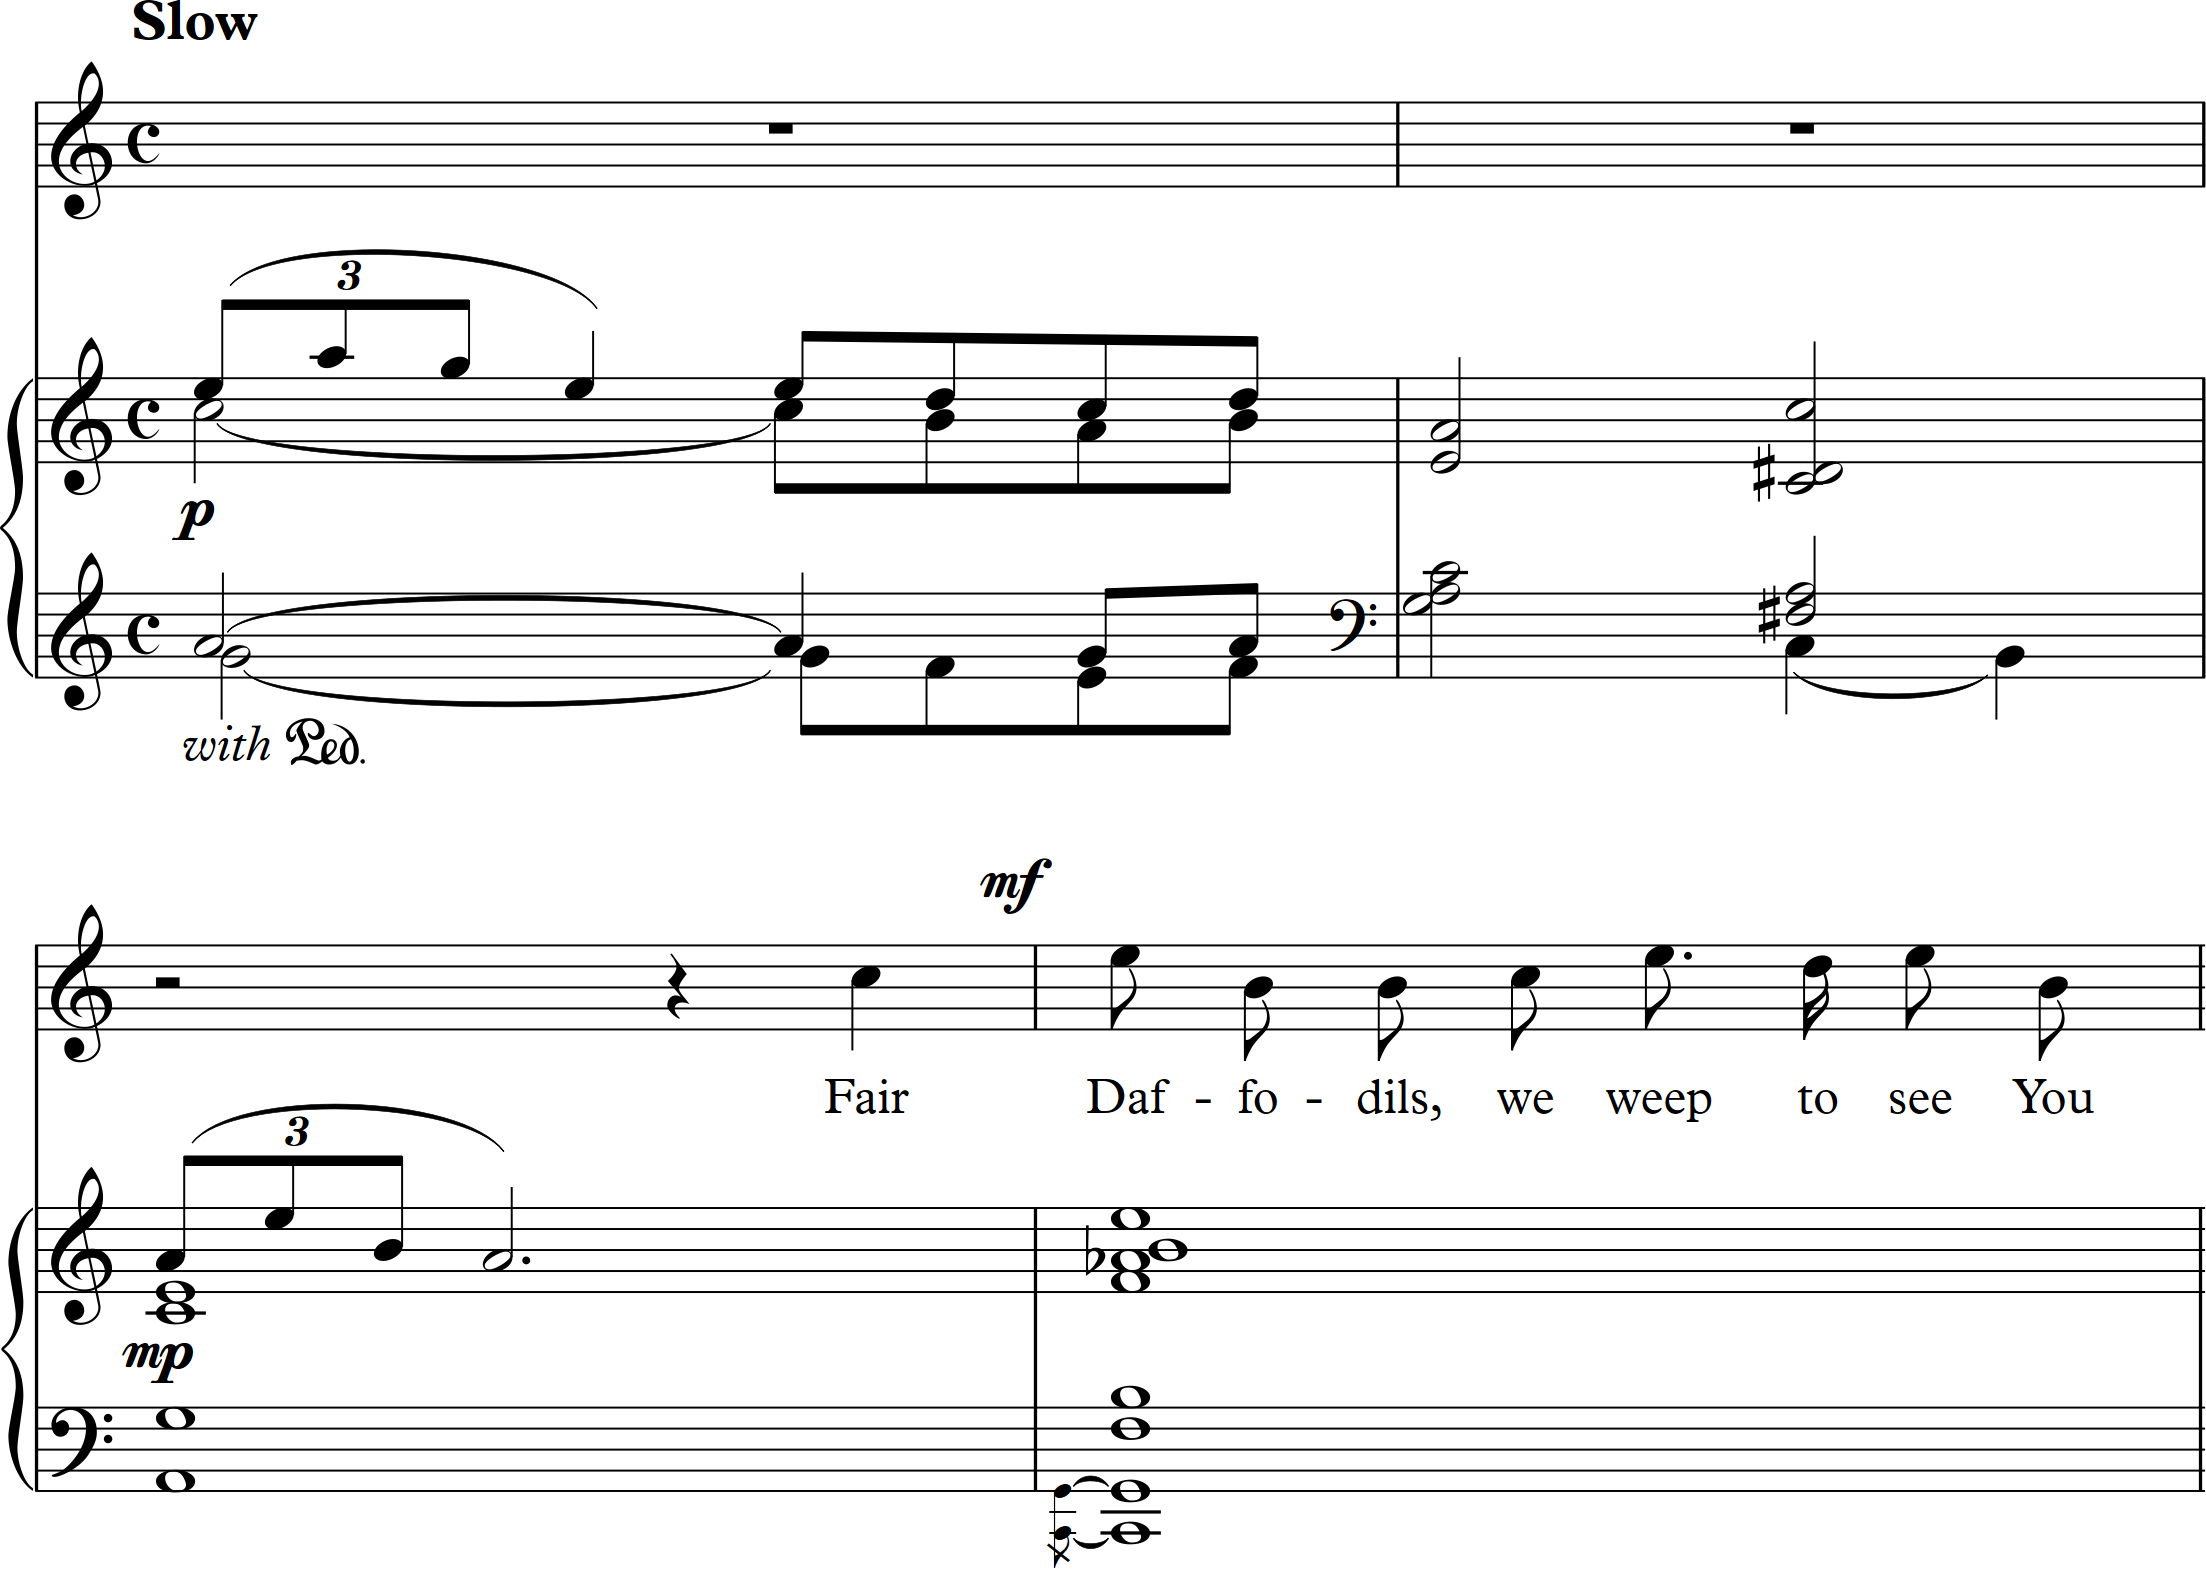 Slow
3
p
with Ped.
mf
Fair Daf - fo - dils, we weep to see You
3
mp